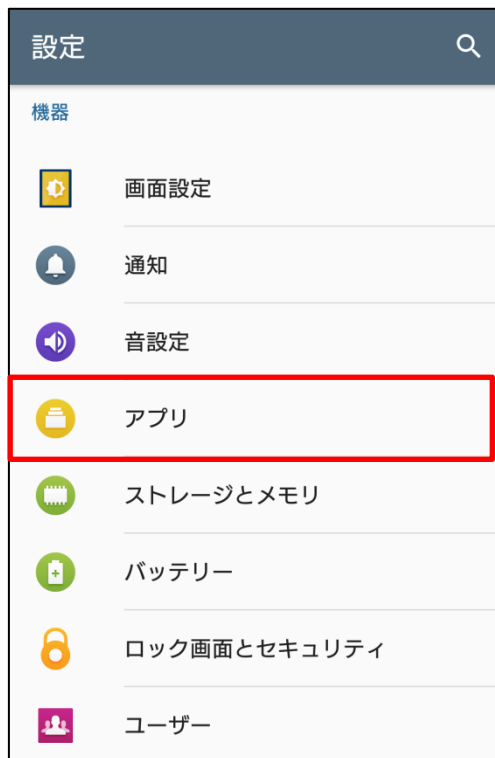 設定
機器
画面設定
通知
音設定
アプリ
ストレージとメモリ
バッテリー
ロック画面とセキュリティ
ユーザー